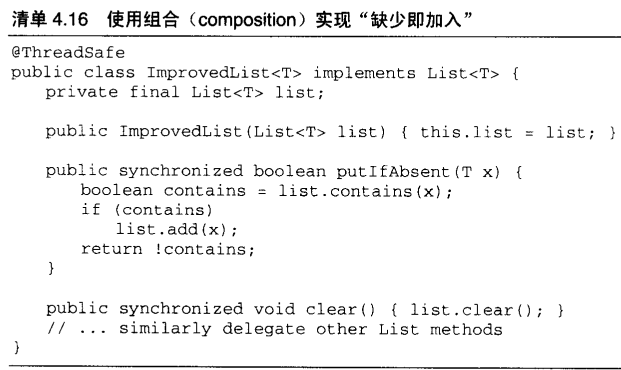 清单 4.16 使用组合（composition）实现“缺少即加入”
@ThreadSafe
public class ImprovedList<T> implements List<T> {
    private final List<T> list;
    public ImprovedList(List<T> list) { this.list = list; }
    public synchronized boolean putIfAbsent(T x) {
        boolean contains = list.contains(x);
        if (contains)
            list.add(x);
        return !contains;
    }
    public synchronized void clear() { list.clear(); }
    // ... similarly delegate other List methods
}